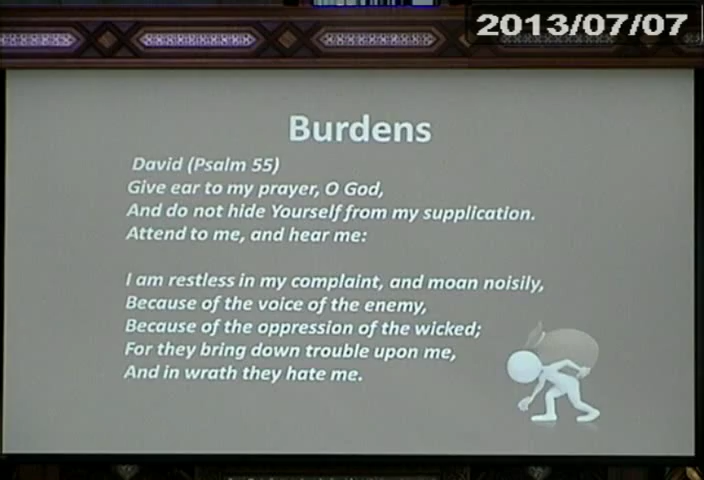 2013/07/07
Burdens
David (Psalm 55)
Give ear to my prayer, O God,
And do not hide Yourself from my supplication.
Attend to me, and hear me:
I am restless in my complaint, and moan noisily,
Because of the voice of the enemy,
Because of the oppression of the wicked;
For they bring down trouble upon me,
And in wrath they hate me.